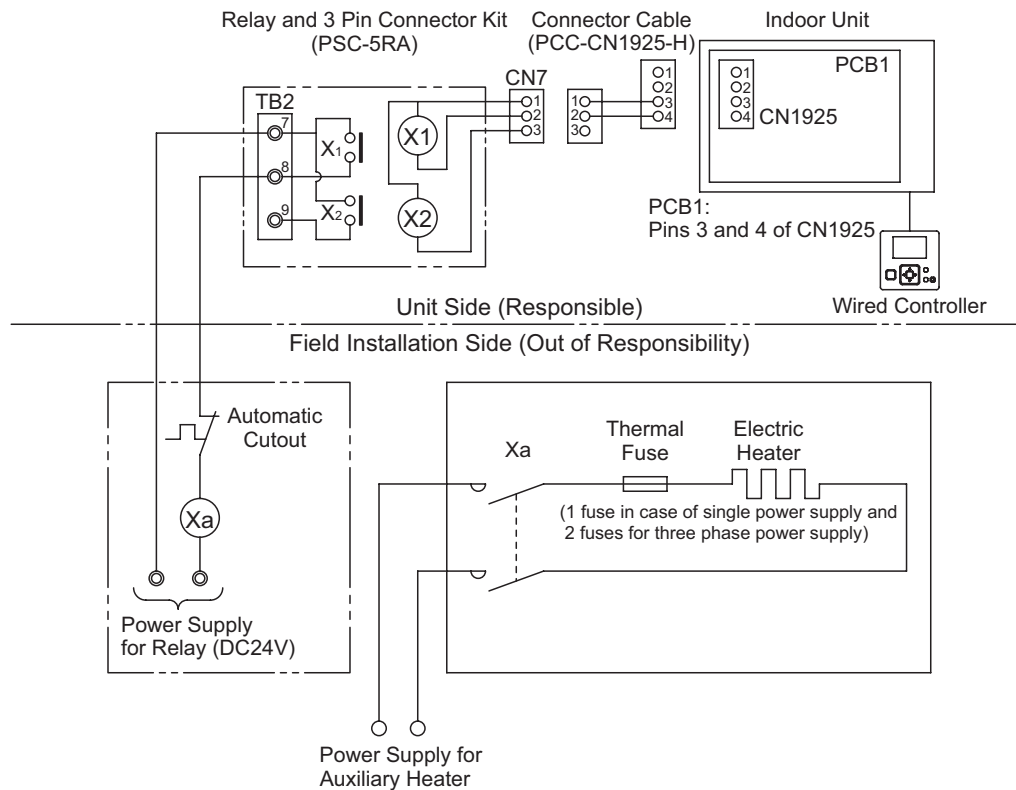 Relay and 3 Pin Connector Kit
(PSC-5RA)
Connector Cable
(PCC-CN1925-H)
Indoor Unit
CN7
TB2
7
8
9
X1
X2
X1
X2
1
2
3
1
2
3
1
2
3
4
1
2
3
4
CN1925
PCB1
PCB1:
Pins 3 and 4 of CN1925
Wired Controller
Unit Side (Responsible)
Field Installation Side (Out of Responsibility)
Automatic
Cutout
Xa
Power Supply
for Relay (DC24V)
Xa
Thermal
Fuse
Electric
Heater
(1 fuse in case of single power supply and
2 fuses for three phase power supply)
Power Supply for
Auxiliary Heater